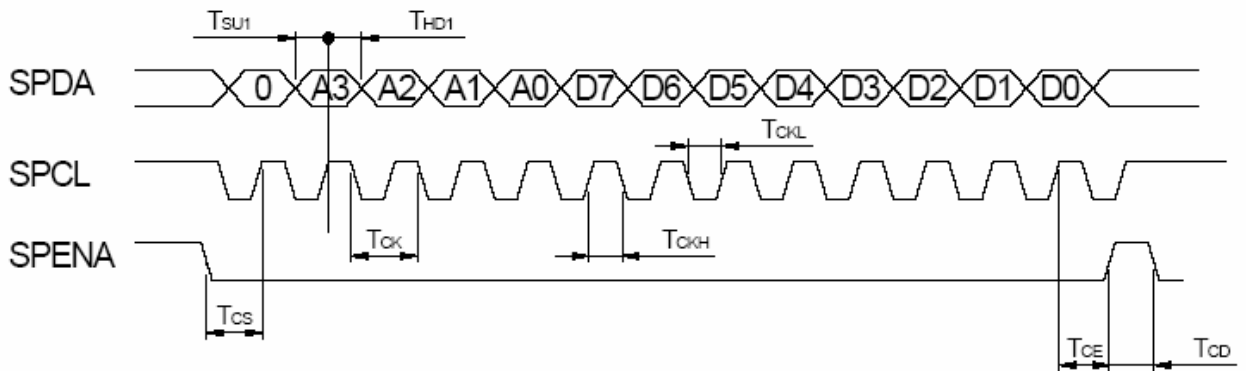 TSU1 THD1
SPDA 0 A3 A2 A1 A0 D7 D6 D5 D4 D3 D2 D1 D0
TCKL
SPCL
TCK TCKH
SPENA
TCS TCE TCD